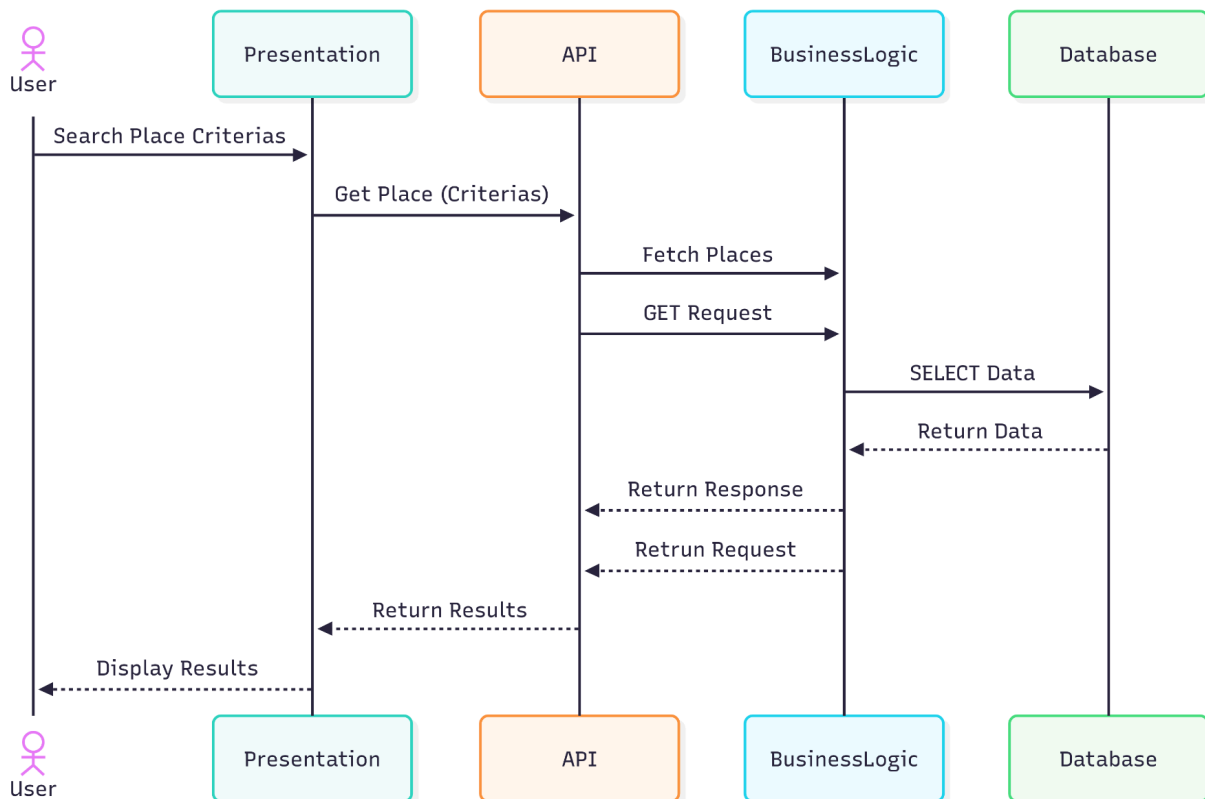 Presentation
API
BusinessLogic
Database
User
Search Place Criterias
Get Place (Criterias)
Fetch Places
GET Request
SELECT Data
Return Data
Return Response
Retrun Request
Return Results
Display Results
Presentation
API
BusinessLogic
Database
User